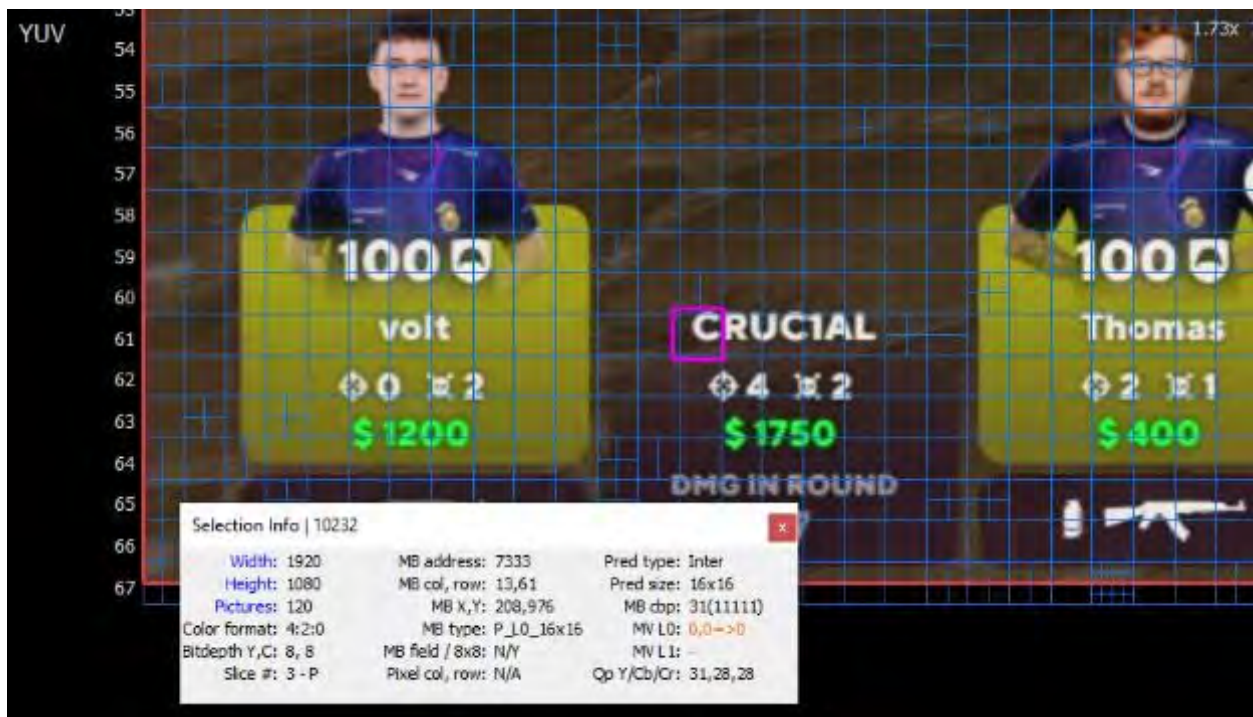 YUV
1.73x
53
54
55
56
57
58
59
60
61
62
63
64
65
66
67
100
100
volt
CRUC1AL
Thomas
0 2
4 2
2 1
$ 1200
$ 1750
$ 400
DMG IN ROUND
7
Selection Info | 10232
x
Width: 1920 MB address: 7333 Pred type: Inter
Height: 1080 MB col, row: 13,61 Pred size: 16x16
Pictures: 120 MB X,Y: 208,976 MB cbp: 31(11111)
Color format: 4:2:0 MB type: P_L0_16x16 MV L0: 0,0=>0
Bitdepth Y,C: 8, 8 MB field / 8x8: N/Y MV L1: -
Slice #: 3 - P Pixel col, row: N/A Qp Y/Cb/Cr: 31,28,28